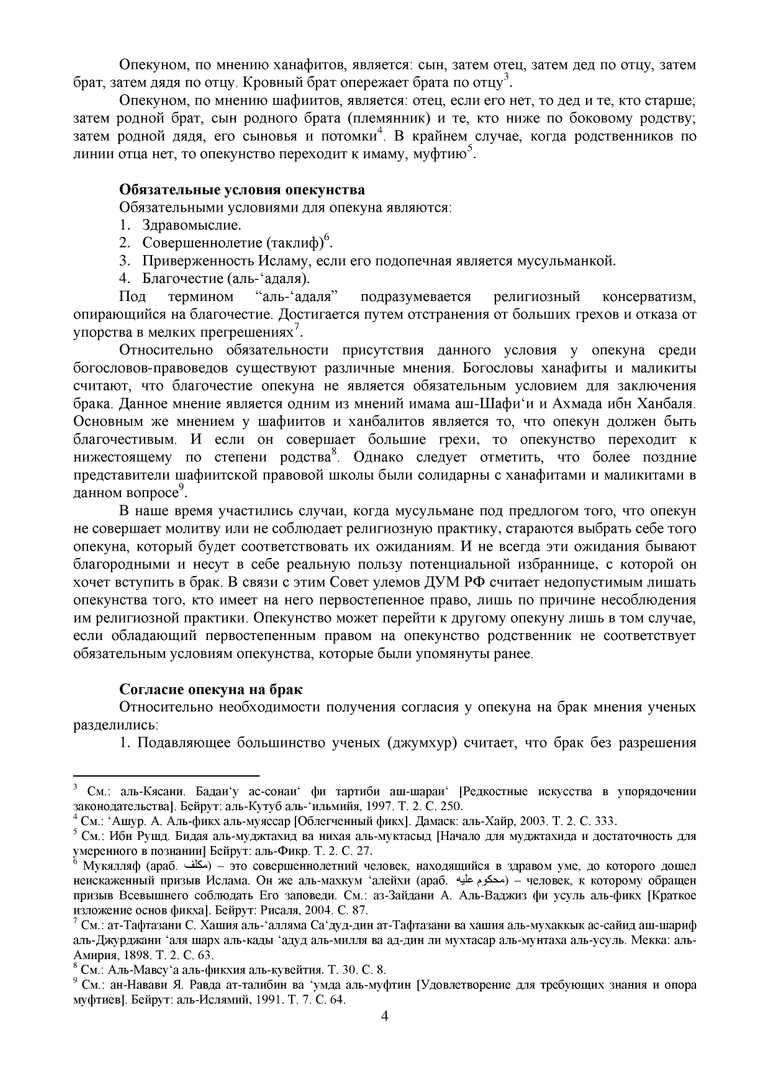 Опекуном, по мнению ханафитов, является: сын, затем отец, затем дед по отцу, затем
брат, затем дядя по отцу. Кровный брат опережает брата по отцу3.
Опекуном, по мнению шафиитов, является: отец, если его нет, то дед и те, кто старше;
затем родной брат, сын родного брата (племянник) и те, кто ниже по боковому родству;
затем родной дядя, его сыновья и потомки4. В крайнем случае, когда родственников по
линии отца нет, то опекунство переходит к имаму, муфтию5.
Обязательные условия опекунства
Обязательными условиями для опекуна являются:
1. Здравомыслие.
2. Совершеннолетие (таклиф)6.
3. Приверженность Исламу, если его подопечная является мусульманкой.
4. Благочестие (аль-‘адаля).
Под термином “аль-‘адаля” подразумевается религиозный консерватизм,
опирающийся на благочестие. Достигается путем отстранения от больших грехов и отказа от
упорства в мелких прегрешениях7.
Относительно обязательности присутствия данного условия у опекуна среди
богословов-правоведов существуют различные мнения. Богословы ханафиты и маликиты
считают, что благочестие опекуна не является обязательным условием для заключения
брака. Данное мнение является одним из мнений имама аш-Шафи‘и и Ахмада ибн Ханбаля.
Основным же мнением у шафиитов и ханбалитов является то, что опекун должен быть
благочестивым. И если он совершает большие грехи, то опекунство переходит к
нижестоящему по степени родства8. Однако следует отметить, что более поздние
представители шафиитской правовой школы были солидарны с ханафитами и маликитами в
данном вопросе9.
В наше время участились случаи, когда мусульмане под предлогом того, что опекун
не совершает молитву или не соблюдает религиозную практику, стараются выбрать себе того
опекуна, который будет соответствовать их ожиданиям. И не всегда эти ожидания бывают
благородными и несут в себе реальную пользу потенциальной избраннице, с которой он
хочет вступить в брак. В связи с этим Совет улемов ДУМ РФ считает недопустимым лишать
опекунства того, кто имеет на него первостепенное право, лишь по причине несоблюдения
им религиозной практики. Опекунство может перейти к другому опекуну лишь в том случае,
если обладающий первостепенным правом на опекунство родственник не соответствует
обязательным условиям опекунства, которые были упомянуты ранее.
Согласие опекуна на брак
Относительно необходимости получения согласия у опекуна на брак мнения ученых
разделились:
1. Подавляющее большинство ученых (джумхур) считает, что брак без разрешения
3 См.: аль-Кясани. Бадаи‘у ас-сонаи‘ фи тартиби аш-шараи‘ [Редкостные искусства в упорядочении
законодательства]. Бейрут: аль-Кутуб аль-‘ильмийя, 1997. Т. 2. С. 250.
4 См.: ‘Ашур. А. Аль-фикх аль-муяссар [Облегченный фикх]. Дамаск: аль-Хайр, 2003. Т. 2. С. 333.
5 См.: Ибн Рушд. Бидая аль-муджтахид ва нихая аль-муктасыд [Начало для муджтахида и достаточность для
умеренного в познании] Бейрут: аль-Фикр. Т. 2. С. 27.
6 Мукялляф (араб. مكلف) – это совершеннолетний человек, находящийся в здравом уме, до которого дошел
неискаженный призыв Ислама. Он же аль-махкум ‘алейхи (араб. محكوم عليه) – человек, к которому обращен
призыв Всевышнего соблюдать Его заповеди. См.: аз-Зайдани А. Аль-Ваджиз фи усуль аль-фикх [Краткое
изложение основ фикха]. Бейрут: Рисаля, 2004. С. 87.
7 См.: ат-Тафтазани С. Хашия аль-‘алляма Са‘дуд-дин ат-Тафтазани ва хашия аль-мухаккык ас-сайид аш-шариф
аль-Джурджани ‘аля шарх аль-кады ‘адуд аль-милля ва ад-дин ли мухтасар аль-мунтаха аль-усуль. Мекка: аль-
Амирия, 1898. Т. 2. С. 63.
8 См.: Аль-Мавсу‘а аль-фикхия аль-кувейтия. Т. 30. С. 8.
9 См.: ан-Навави Я. Равда ат-талибин ва ‘умда аль-муфтин [Удовлетворение для требующих знания и опора
муфтиев]. Бейрут: аль-Ислямий, 1991. Т. 7. С. 64.
4